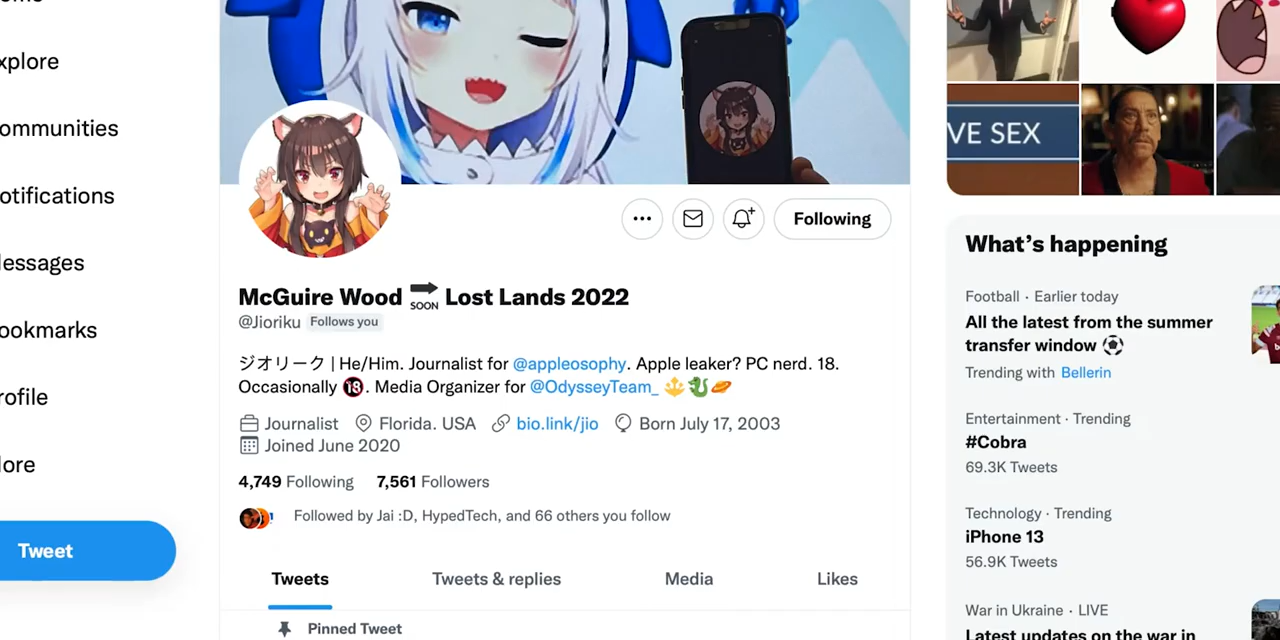 xplore
ommunities
otifications
essages
ookmarks
rofile
ore
Tweet
Following
McGuire Wood SOON Lost Lands 2022
@Jioriku Follows you
ジオリーク | He/Him. Journalist for @appleosophy. Apple leaker? PC nerd. 18.
Occasionally 🔞. Media Organizer for @OdysseyTeam_ 🔱🐉🪐
Journalist Florida. USA bio.link/jio Born July 17, 2003
Joined June 2020
4,749 Following 7,561 Followers
Followed by Jai :D, HypedTech, and 66 others you follow
Tweets Tweets & replies Media Likes
Pinned Tweet
VE SEX
What's happening
Football · Earlier today
All the latest from the summer
transfer window ⚽
Trending with Bellerin
Entertainment · Trending
#Cobra
69.3K Tweets
Technology · Trending
iPhone 13
56.9K Tweets
War in Ukraine · LIVE
Latest updates on the war in